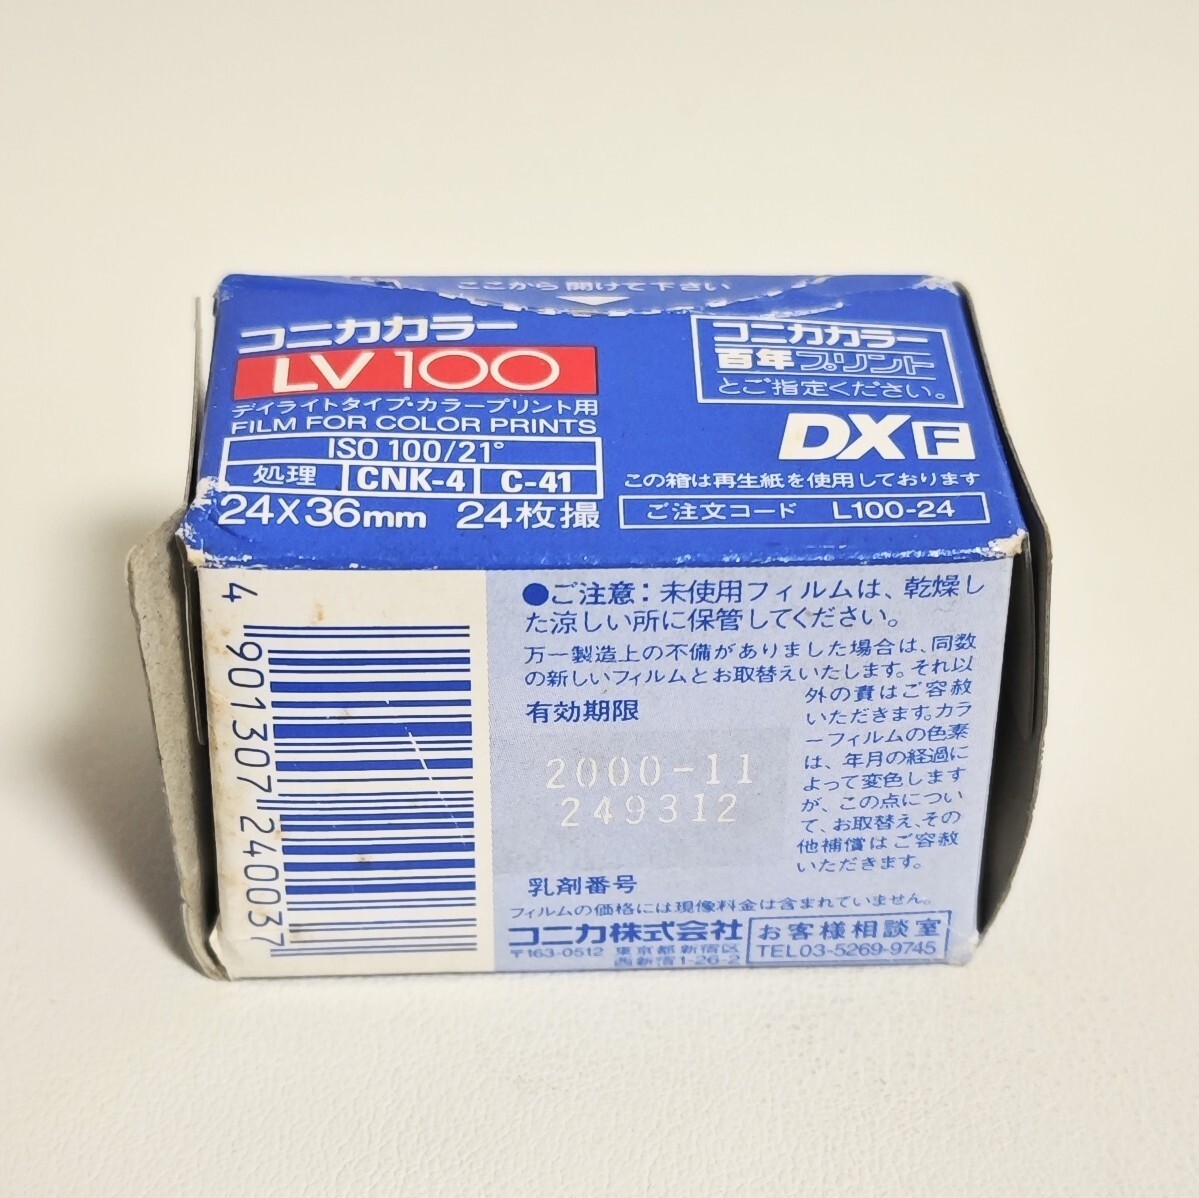 ここから開けて下さい
コニカカラー
LV 100
デイライトタイプ・カラープリント用
FILM FOR COLOR PRINTS
ISO 100/21°
処理 CNK-4 C-41
24×36mm 24枚撮
コニカカラー
百年プリント
とご指定ください。
DX F
この箱は再生紙を使用しております
ご注文コード L100-24
4 901307 240037
●ご注意：未使用フィルムは、乾燥し
た涼しい所に保管してください。
万一製造上の不備がありました場合は、同数
の新しいフィルムとお取替えいたします。それ以
外の責はご容赦
いただきます。カラ
ーフィルムの色素
は、年月の経過に
よって変色します
が、この点につい
て、お取替え、その
他補償はご容赦
いただきます。
有効期限
2000-11
249312
乳剤番号
フィルムの価格には現像料金は含まれていません。
コニカ株式会社
〒163-0512 東京都新宿区
西新宿1-26-2
お客様相談室
TEL03-5269-9745